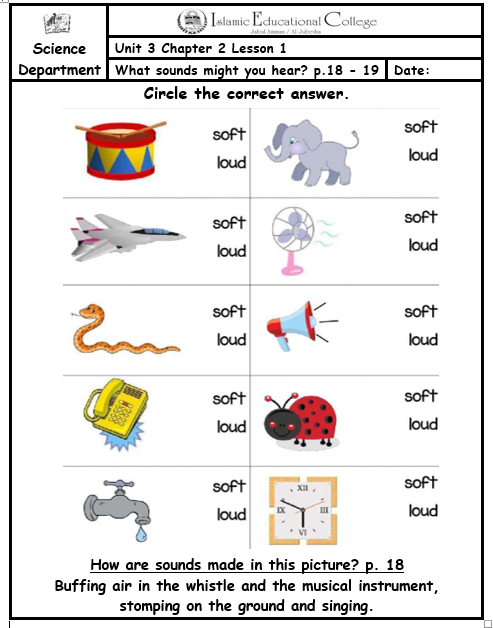 Islamic Educational College
Jabal Amman / Al-Jubeiha
Science
Department
Unit 3 Chapter 2 Lesson 1
What sounds might you hear? p.18 - 19
Date:
Circle the correct answer.
soft
loud
soft
loud
soft
loud
soft
loud
soft
loud
soft
loud
soft
loud
soft
loud
soft
loud
XII
III
VI
IX
soft
loud
How are sounds made in this picture? p. 18
Buffing air in the whistle and the musical instrument,
stomping on the ground and singing.